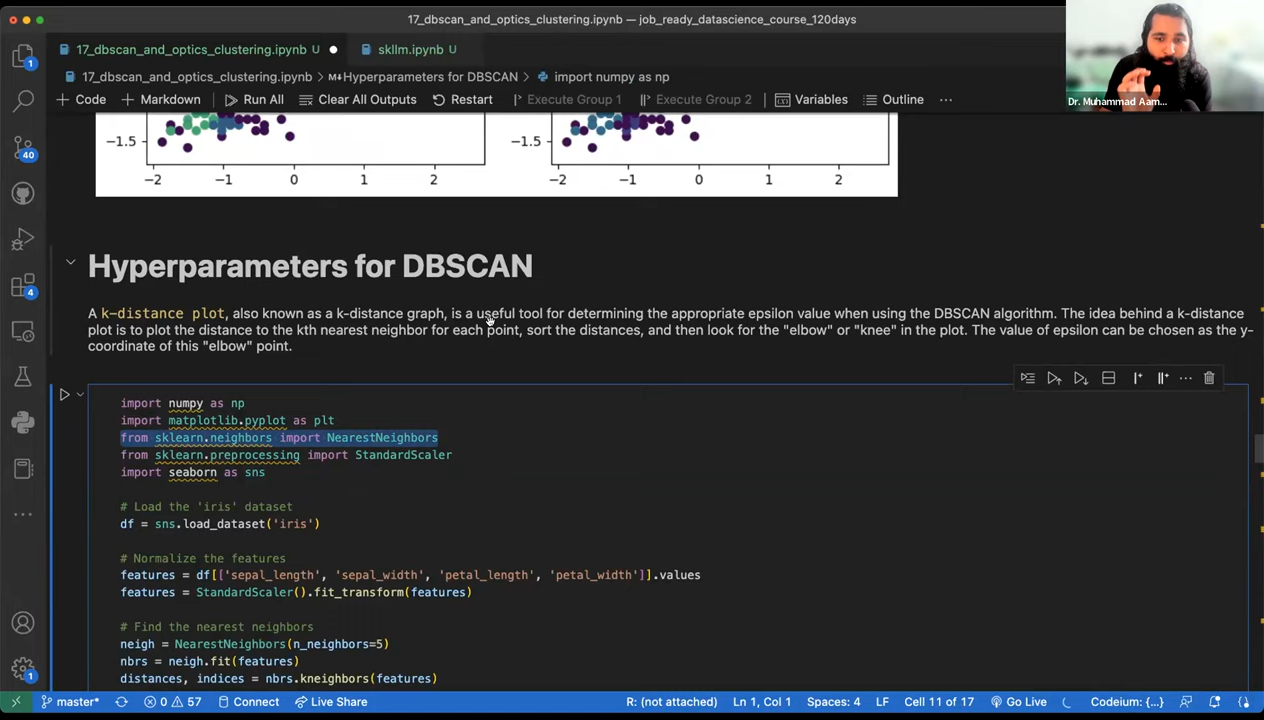 17_dbscan_and_optics_clustering.ipynb — job_ready_datascience_course_120days
17_dbscan_and_optics_clustering.ipynb U
skllm.ipynb U
17_dbscan_and_optics_clustering.ipynb > M↓Hyperparameters for DBSCAN > import numpy as np
+ Code + Markdown Run All Clear All Outputs Restart Execute Group 1 Execute Group 2 Variables Outline ...
Dr. Muhammad Aam...
1
40
4
1
−1.5
−2 −1 0 1 2
−1.5
−2 −1 0 1 2
Hyperparameters for DBSCAN
A k-distance plot, also known as a k-distance graph, is a useful tool for determining the appropriate epsilon value when using the DBSCAN algorithm. The idea behind a k-distance
plot is to plot the distance to the kth nearest neighbor for each point, sort the distances, and then look for the "elbow" or "knee" in the plot. The value of epsilon can be chosen as the y-
coordinate of this "elbow" point.
import numpy as np
import matplotlib.pyplot as plt
from sklearn.neighbors import NearestNeighbors
from sklearn.preprocessing import StandardScaler
import seaborn as sns
# Load the 'iris' dataset
df = sns.load_dataset('iris')
# Normalize the features
features = df[['sepal_length', 'sepal_width', 'petal_length', 'petal_width']].values
features = StandardScaler().fit_transform(features)
# Find the nearest neighbors
neigh = NearestNeighbors(n_neighbors=5)
nbrs = neigh.fit(features)
distances, indices = nbrs.kneighbors(features)
master* 0 57 Connect Live Share R: (not attached) Ln 1, Col 1 Spaces: 4 LF Cell 11 of 17 Go Live Codeium: {...}